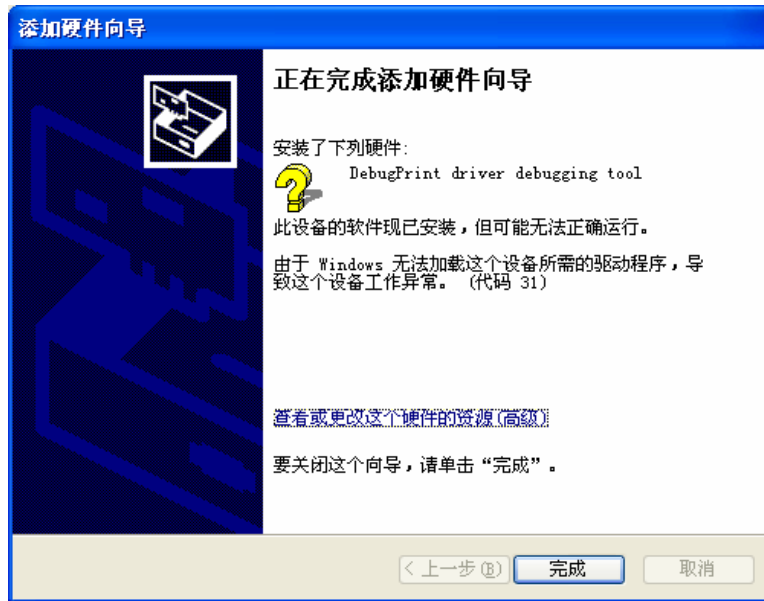 添加硬件向导
正在完成添加硬件向导
安装了下列硬件:
DebugPrint driver debugging tool
此设备的软件现已安装，但可能无法正确运行。
由于 Windows 无法加载这个设备所需的驱动程序，导
致这个设备工作异常。 (代码 31)
查看或更改这个硬件的资源(高级)
要关闭这个向导，请单击“完成”。
< 上一步(B)
完成
取消